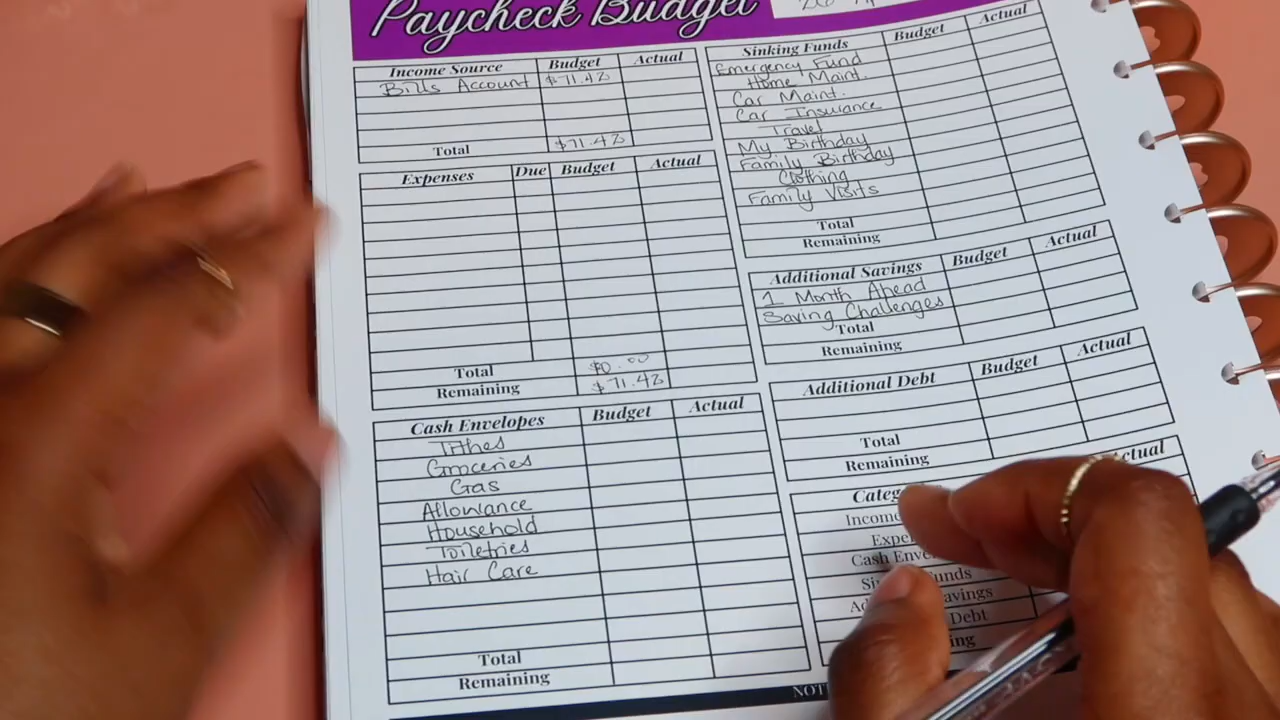 Paycheck Budget
Income Source Budget Actual
Bills Account $71.42
Total $71.42
Expenses Due Budget Actual
Total $0.00
Remaining $71.42
Cash Envelopes Budget Actual
Tithes
Groceries
Gas
Allowance
Household
Toiletries
Hair Care
Total
Remaining
Sinking Funds Budget Actual
Emergency Fund
Home Maint.
Car Maint.
Car Insurance
Travel
My Birthday
Family Birthday
Clothing
Family Visits
Total
Remaining
Additional Savings Budget Actual
1 Month Ahead
Saving Challenges
Total
Remaining
Additional Debt Budget Actual
Total
Remaining
Actual
Income
Debt